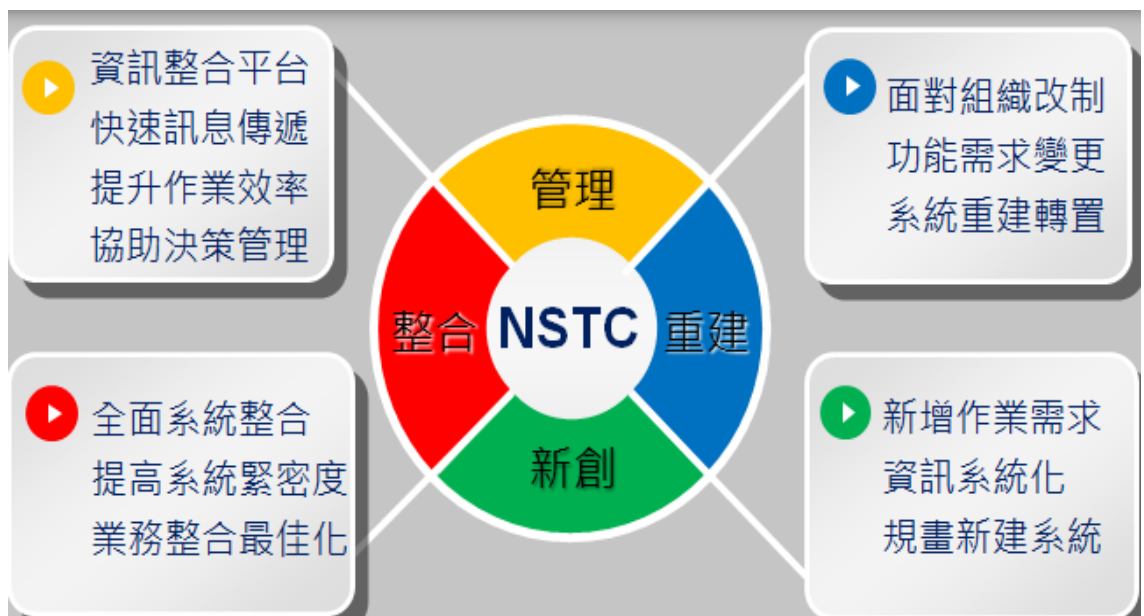 資訊整合平台
快速訊息傳遞
提升作業效率
協助決策管理
面對組織改制
功能需求變更
系統重建轉置
管理
整合
NSTC
重建
新創
全面系統整合
提高系統緊密度
業務整合最佳化
新增作業需求
資訊系統化
規畫新建系統